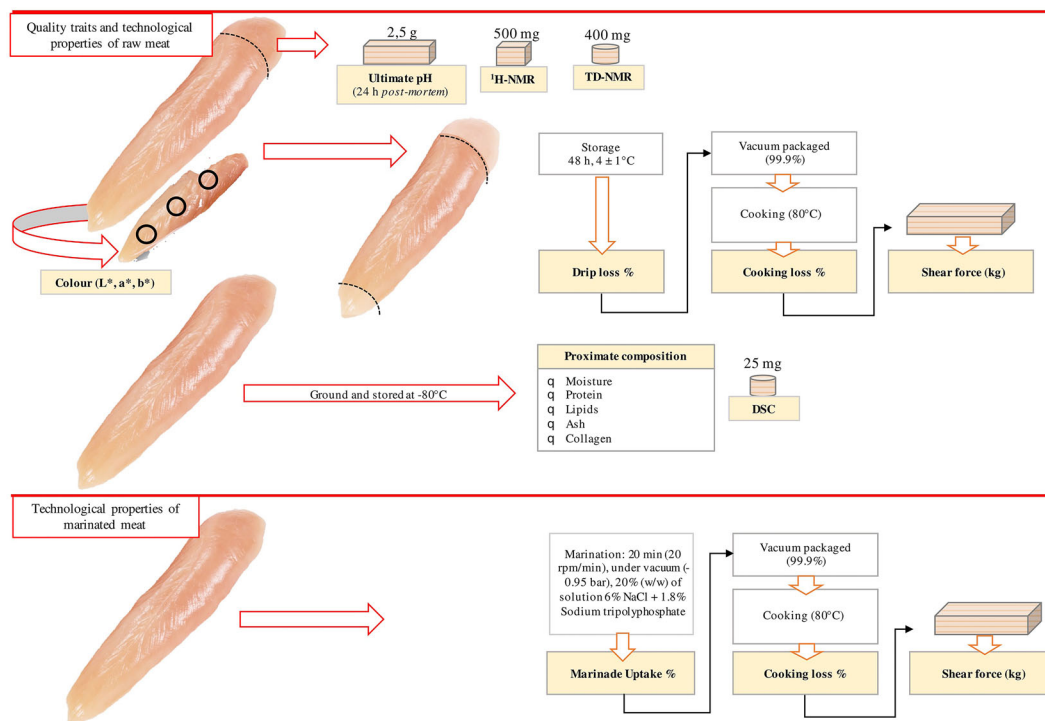 Quality traits and technological
properties of raw meat
2,5 g
500 mg
400 mg
Ultimate pH
(24 h post-mortem)
¹H-NMR
TD-NMR
Storage
48 h, 4 ± 1°C
Vacuum packaged
(99.9%)
Cooking (80°C)
Drip loss %
Cooking loss %
Shear force (kg)
Colour (L*, a*, b*)
Ground and stored at -80°C
Proximate composition
q Moisture
q Protein
q Lipids
q Ash
q Collagen
25 mg
DSC
Technological properties of
marinated meat
Marination: 20 min (20
rpm/min), under vacuum (-
0.95 bar), 20% (w/w) of
solution 6% NaCl + 1.8%
Sodium tripolyphosphate
Vacuum packaged
(99.9%)
Cooking (80°C)
Marinade Uptake %
Cooking loss %
Shear force (kg)